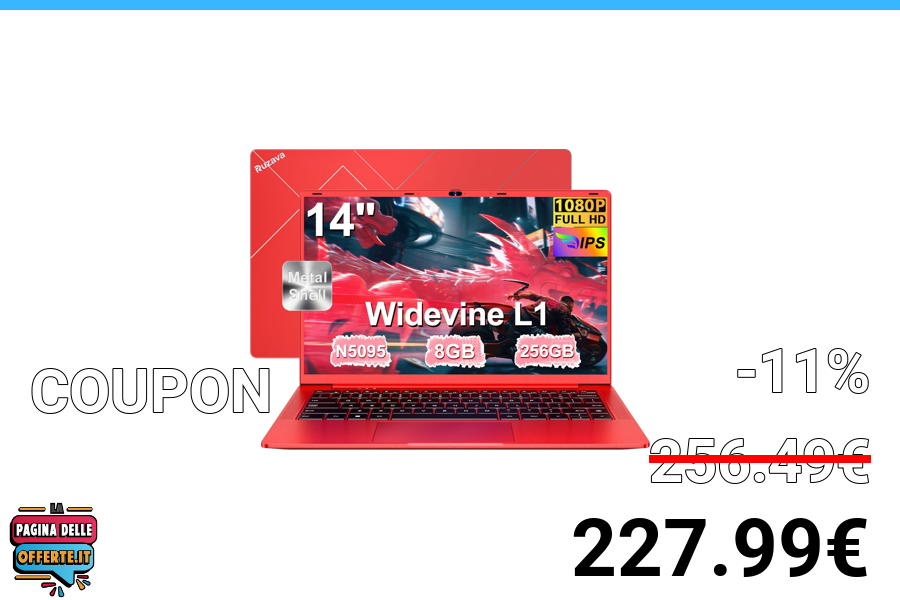 Ruzava
14"
1080P
FULL HD
IPS
Metal
Shell
Widevine L1
N5095
8GB
256GB
COUPON
-11%
256.49€
227.99€
LA
PAGINA DELLE
OFFERTE.IT